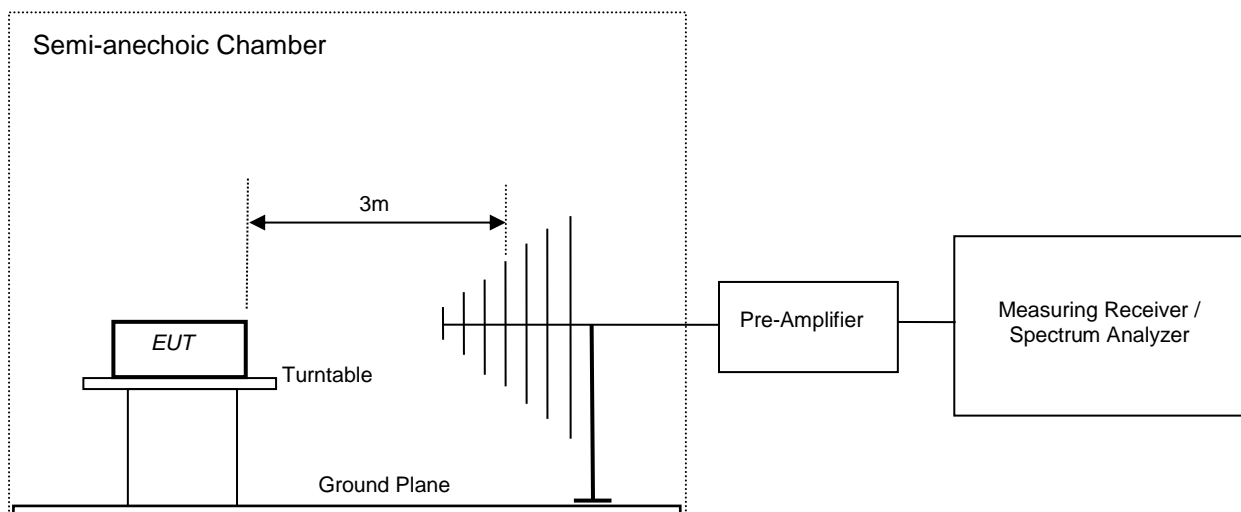 Semi-anechoic Chamber
3m
EUT
Turntable
Ground Plane
Pre-Amplifier
Measuring Receiver /
Spectrum Analyzer